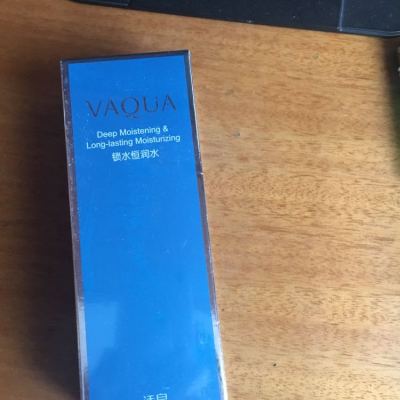 VAQUA
Deep Moistening &
Long-lasting Moisturizing
锁水恒润水